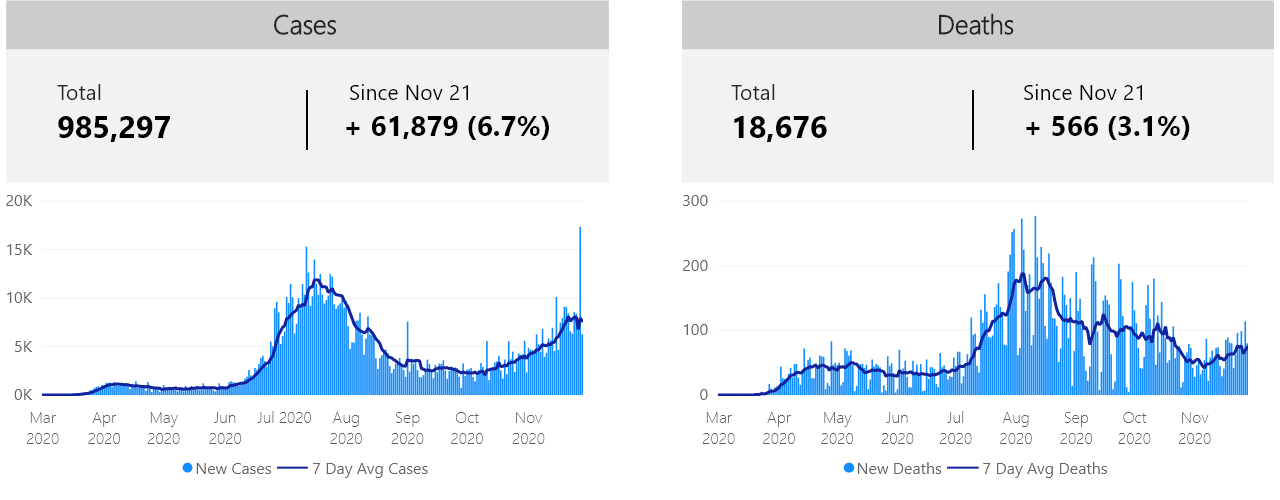 Cases
Total
985,297
Since Nov 21
+ 61,879 (6.7%)
20K
15K
10K
5K
0K
Mar 2020
Apr 2020
May 2020
Jun 2020
Jul 2020
Aug 2020
Sep 2020
Oct 2020
Nov 2020
New Cases
7 Day Avg Cases
Deaths
Total
18,676
Since Nov 21
+ 566 (3.1%)
300
200
100
0
Mar 2020
Apr 2020
May 2020
Jun 2020
Jul 2020
Aug 2020
Sep 2020
Oct 2020
Nov 2020
New Deaths
7 Day Avg Deaths